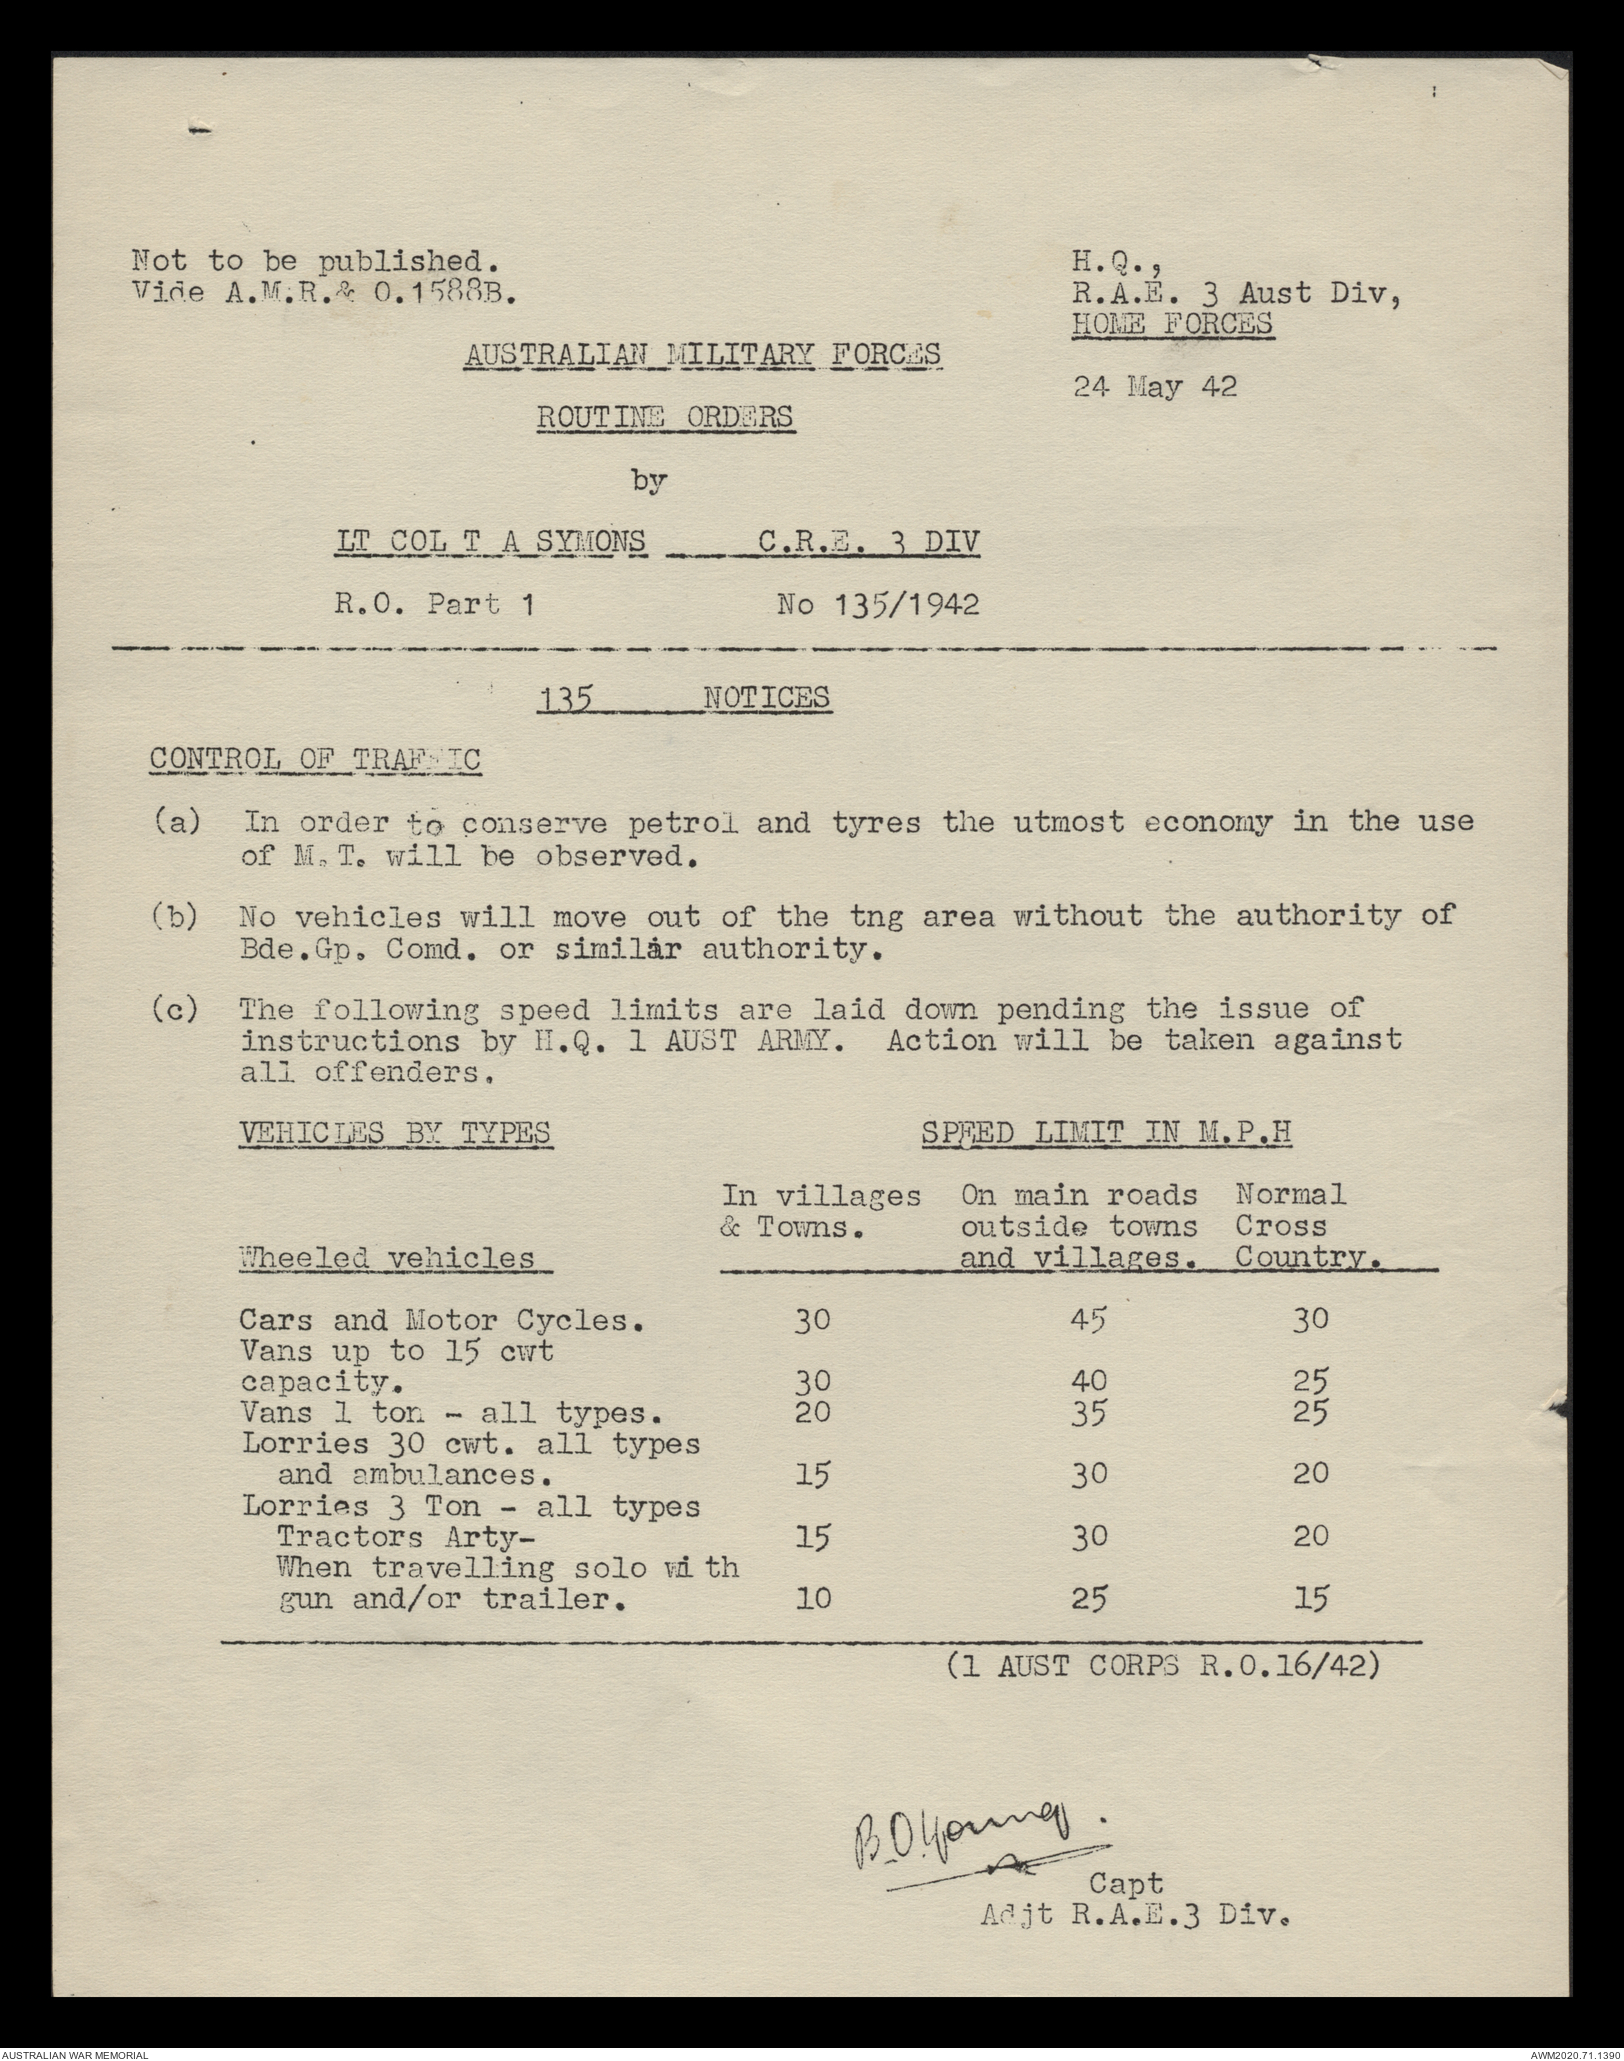 Not to be published.
Vide A.M.R.& O.1588B.
H.Q.,
R.A.E. 3 Aust Div,
HOME FORCES
24 May 42
AUSTRALIAN MILITARY FORCES
ROUTINE ORDERS
by
LT COL T A SYMONS C.R.E. 3 DIV
R.O. Part 1 No 135/1942
135 NOTICES
CONTROL OF TRAFFIC
(a) In order to conserve petrol and tyres the utmost economy in the use
of M.T. will be observed.
(b) No vehicles will move out of the tng area without the authority of
Bde.Gp. Comd. or similar authority.
(c) The following speed limits are laid down pending the issue of
instructions by H.Q. 1 AUST ARMY. Action will be taken against
all offenders.
VEHICLES BY TYPES SPEED LIMIT IN M.P.H
In villages On main roads Normal
& Towns. outside towns Cross
Wheeled vehicles and villages. Country.
Cars and Motor Cycles. 30 45 30
Vans up to 15 cwt
capacity. 30 40 25
Vans 1 ton - all types. 20 35 25
Lorries 30 cwt. all types
and ambulances. 15 30 20
Lorries 3 Ton - all types
Tractors Arty- 15 30 20
When travelling solo wi th
gun and/or trailer. 10 25 15
(1 AUST CORPS R.O.16/42)
B.O.Young.
Capt
Adjt R.A.E.3 Div.
AUSTRALIAN WAR MEMORIAL AWM2020.71.1390